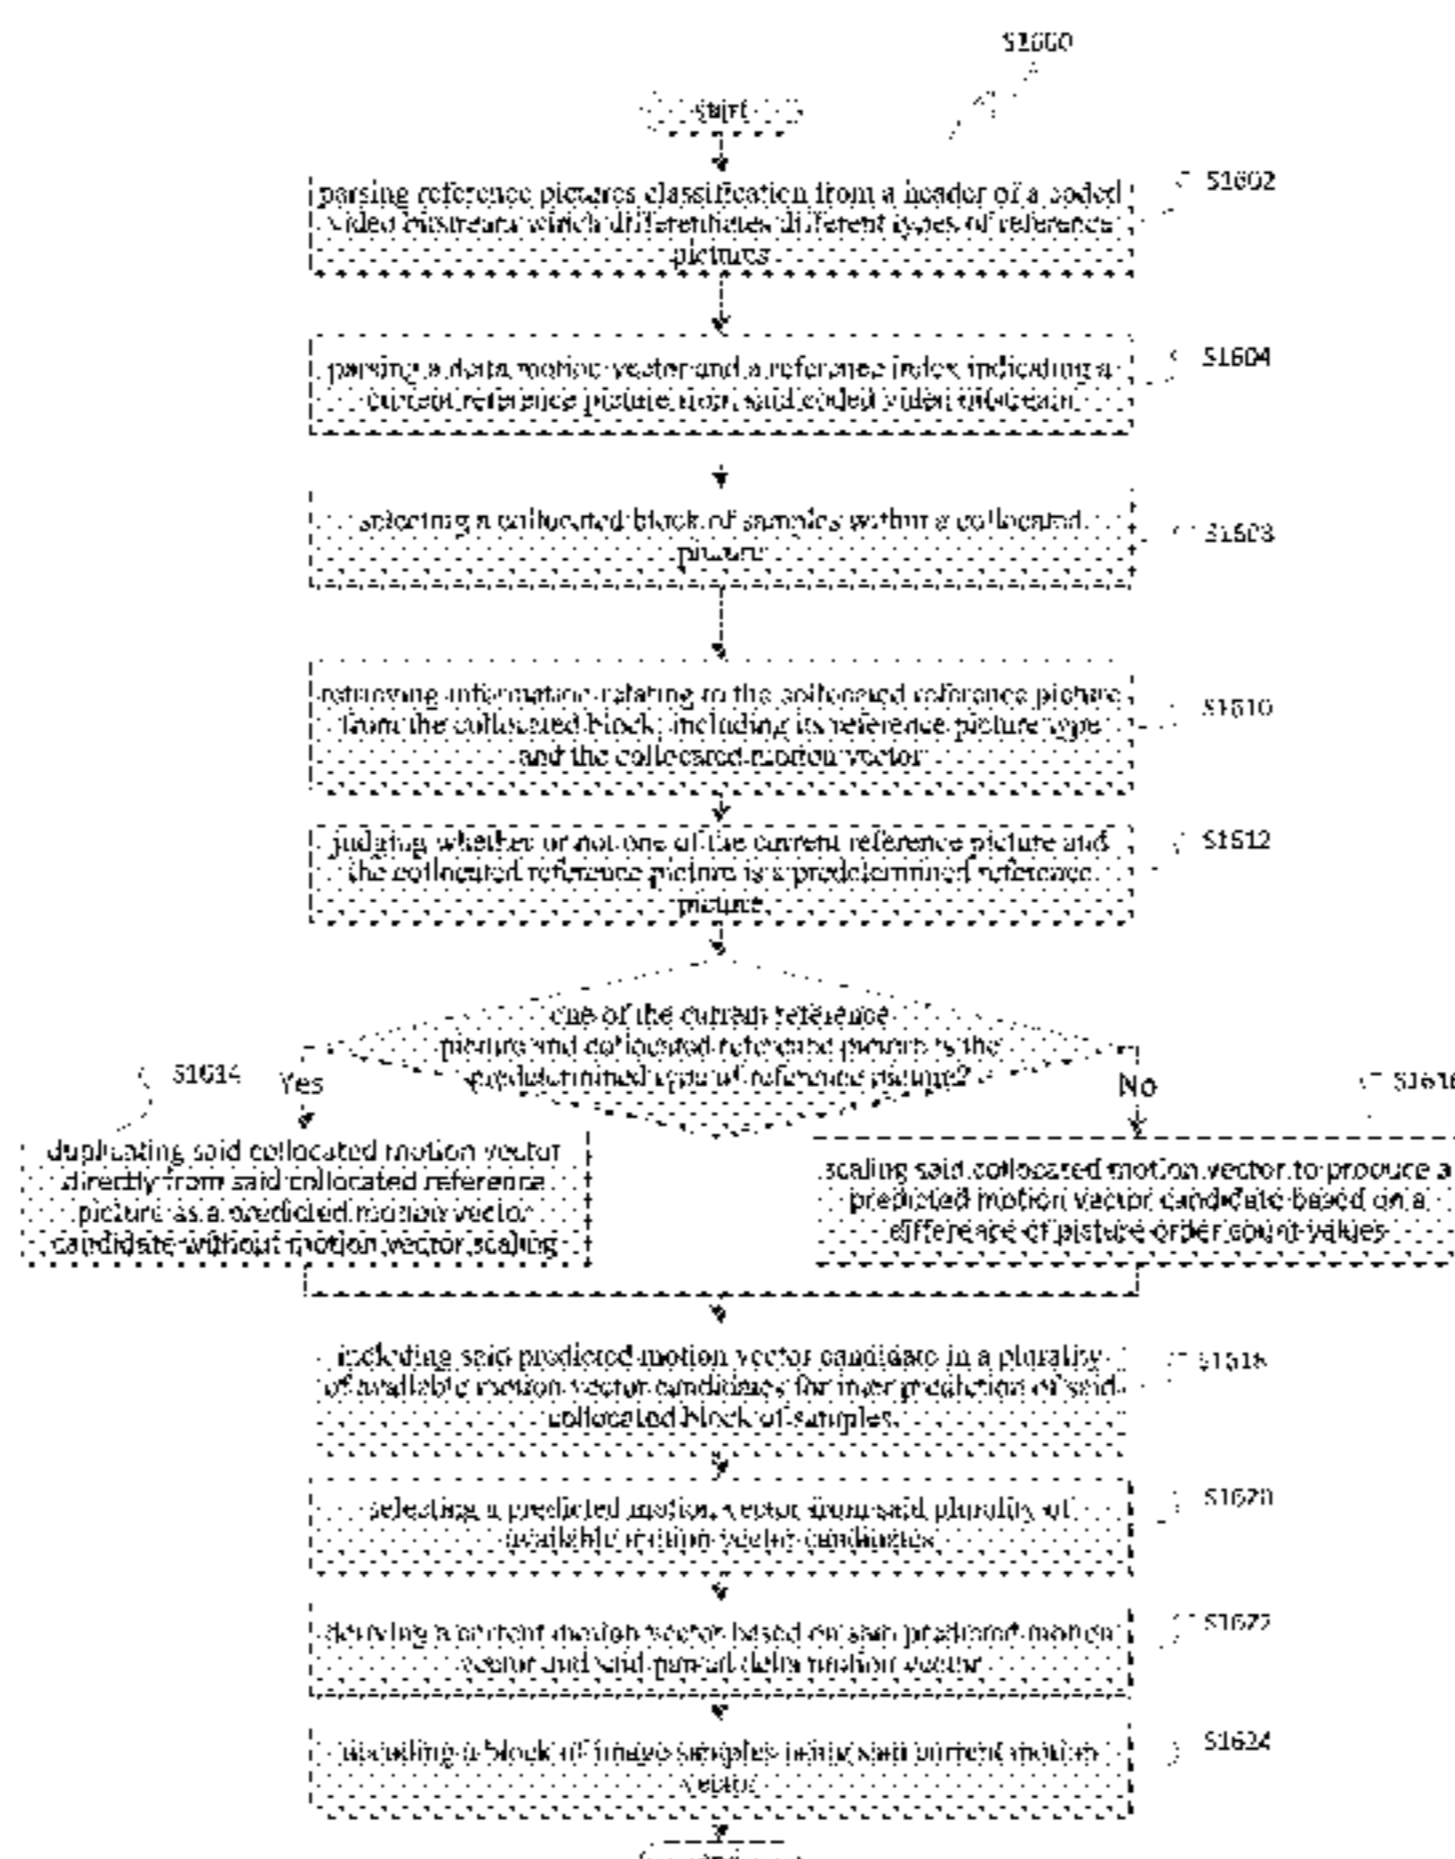 S1600
start
parsing reference pictures classification from a header of a coded
video bitstream which differentiates different types of reference
pictures
S1602
parsing a delta motion vector and a reference index indicating a
current reference picture from said coded video bitstream
S1604
selecting a collocated block of samples within a collocated
picture
S1608
retrieving information relating to the collocated reference picture
from the collocated block, including its reference picture type
and the collocated motion vector
S1610
judging whether or not one of the current reference picture and
the collocated reference picture is a predetermined reference
picture
S1612
one of the current reference
picture and collocated reference picture is the
predetermined type of reference picture?
S1614
Yes
No
S1616
duplicating said collocated motion vector
directly from said collocated reference
picture as a predicted motion vector
candidate without motion vector scaling
scaling said collocated motion vector to produce a
predicted motion vector candidate based on a
difference of picture order count values
including said predicted motion vector candidate in a plurality
of available motion vector candidates for inter prediction of said
collocated block of samples.
S1618
selecting a predicted motion vector from said plurality of
available motion vector candidates
S1620
deriving a current motion vector based on said predicted motion
vector and said parsed delta motion vector
S1622
decoding a block of image samples using said current motion
vector
S1624